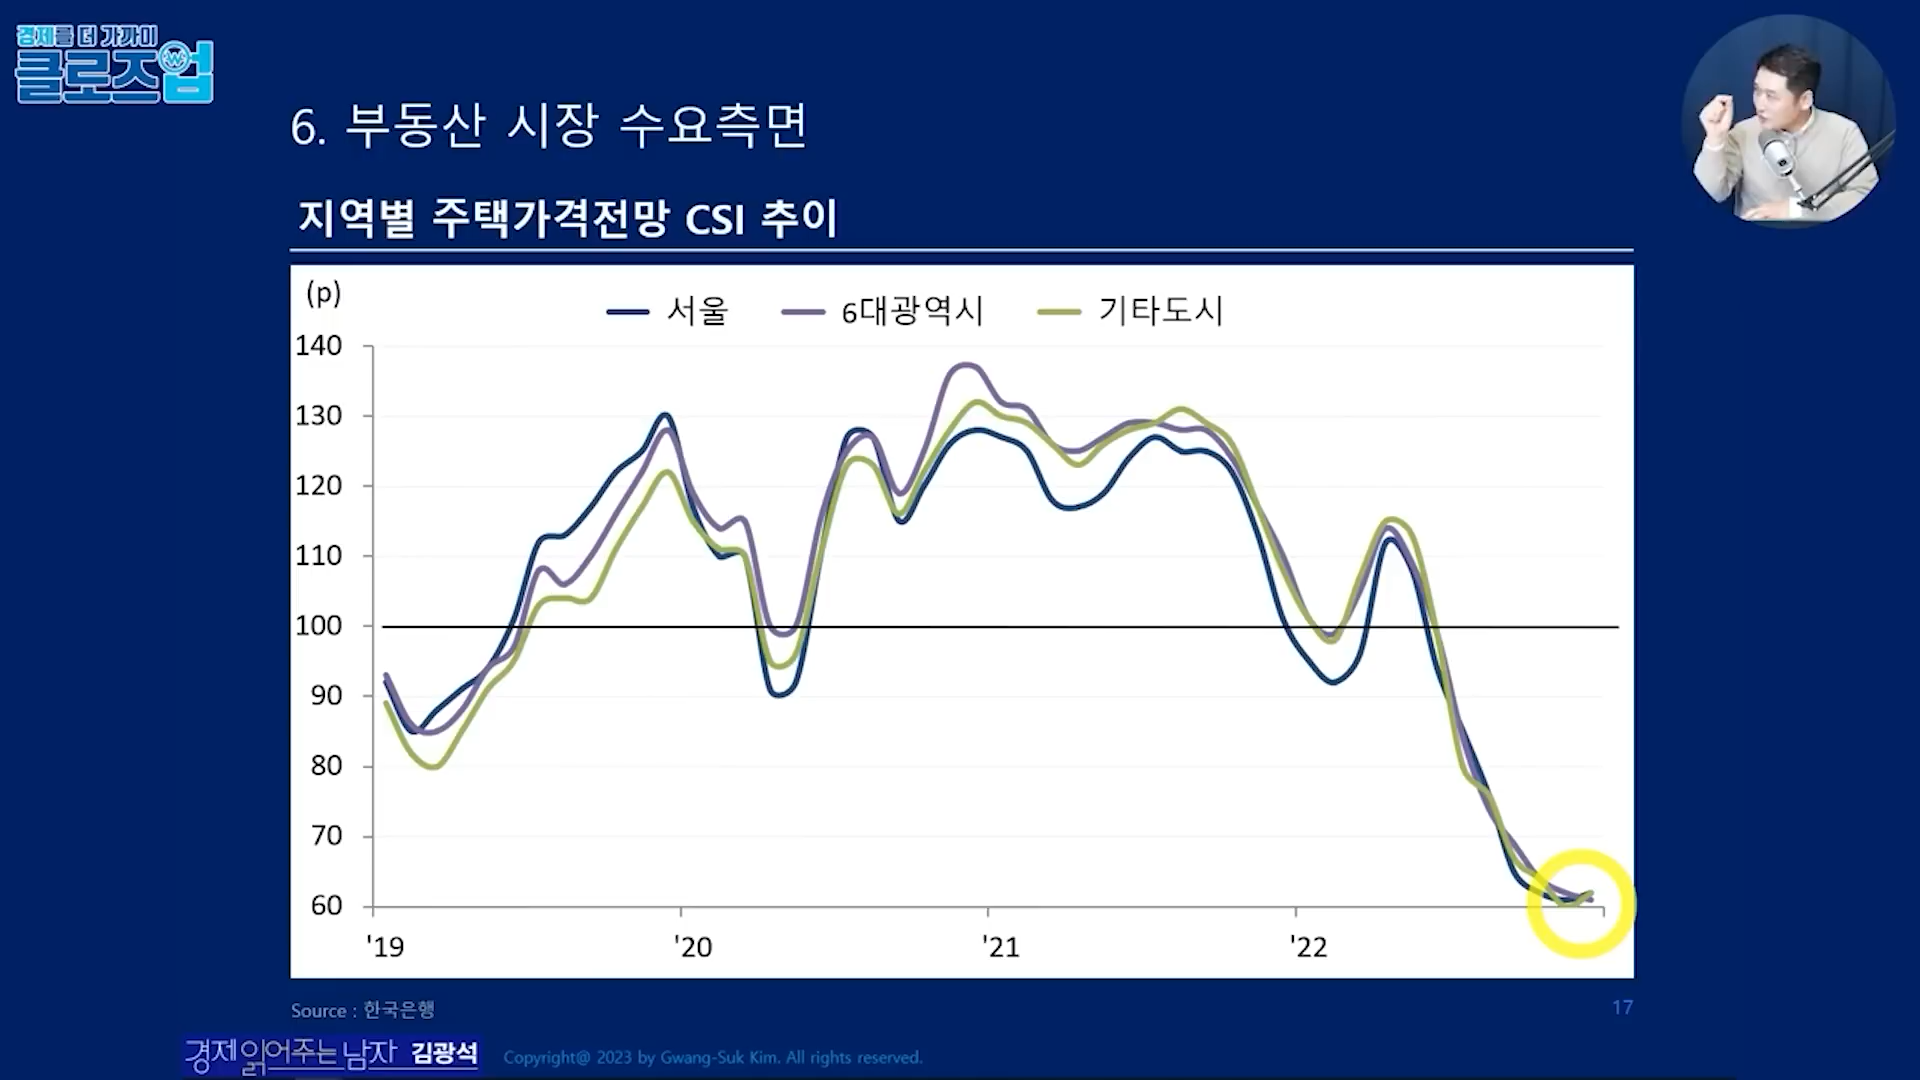 경제를 더 가까이
클로즈업
6. 부동산 시장 수요측면
지역별 주택가격전망 CSI 추이
(p)
서울 6대광역시 기타도시
140
130
120
110
100
90
80
70
60
'19 '20 '21 '22
Source : 한국은행
17
경제 읽어주는 남자 김광석
Copyright@ 2023 by Gwang-Suk Kim. All rights reserved.